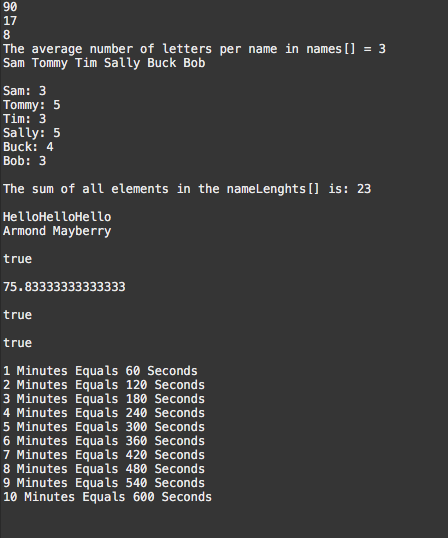 90
17
8
The average number of letters per name in names[] = 3
Sam Tommy Tim Sally Buck Bob
Sam: 3
Tommy: 5
Tim: 3
Sally: 5
Buck: 4
Bob: 3
The sum of all elements in the nameLenghts[] is: 23
HelloHelloHello
Armond Mayberry
true
75.83333333333333
true
true
1 Minutes Equals 60 Seconds
2 Minutes Equals 120 Seconds
3 Minutes Equals 180 Seconds
4 Minutes Equals 240 Seconds
5 Minutes Equals 300 Seconds
6 Minutes Equals 360 Seconds
7 Minutes Equals 420 Seconds
8 Minutes Equals 480 Seconds
9 Minutes Equals 540 Seconds
10 Minutes Equals 600 Seconds